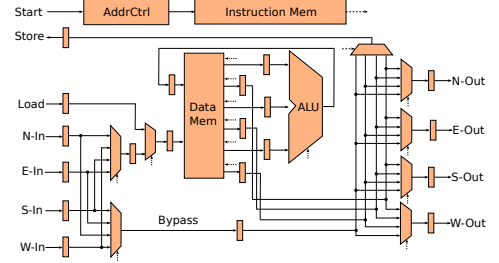 Start
AddrCtrl
Instruction Mem
Store
Load
N-In
E-In
S-In
W-In
Data
Mem
ALU
Bypass
N-Out
E-Out
S-Out
W-Out